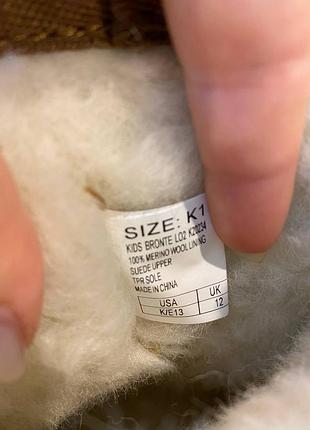 SIZE: K1
KIDS BRONTE LO2 K20234
100% MERINO WOOL LINING
SUEDE UPPER
TPR SOLE
MADE IN CHINA
USA UK
K/E13 12